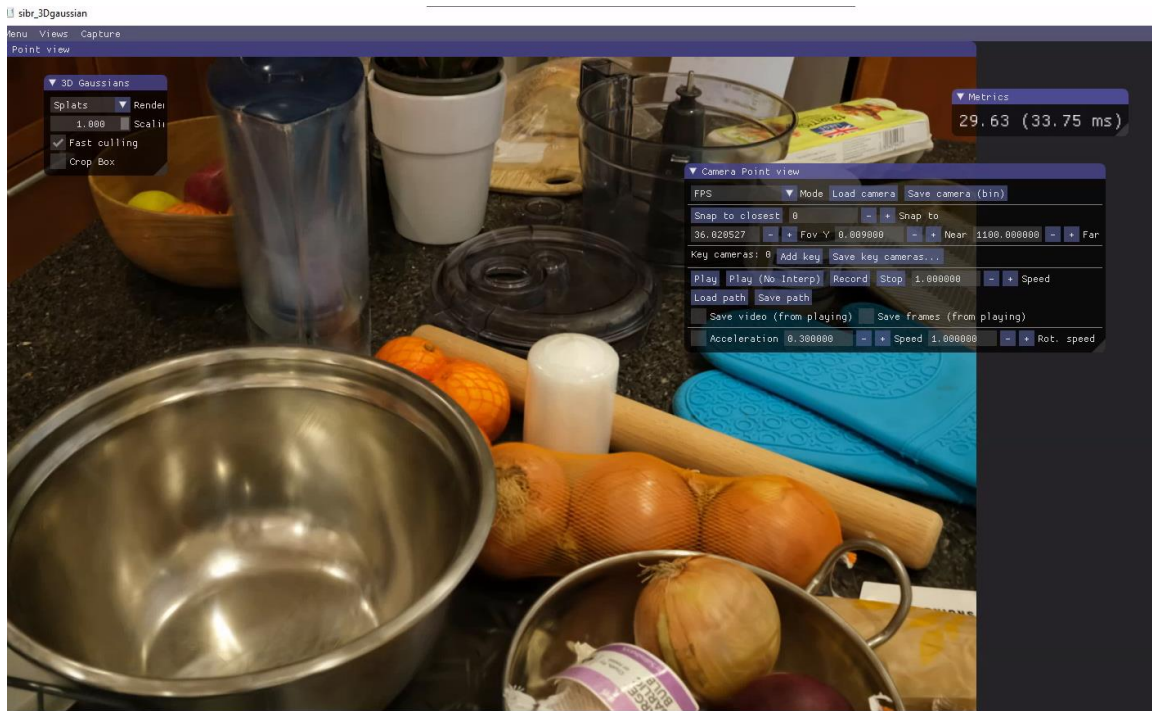 sibr_3Dgaussian
Menu Views Capture
Point view
3D Gaussians
Splats Render
1.000 Scali
Fast culling
Crop Box
Metrics
29.63 (33.75 ms)
Camera Point view
FPS Mode Load camera Save camera (bin)
Snap to closest 0 - + Snap to
36.020527 - + Fov Y 0.009000 - + Near 1100.000000 - + Far
Key cameras: 0 Add key Save key cameras...
Play Play (No Interp) Record Stop 1.000000 - + Speed
Load path Save path
Save video (from playing) Save frames (from playing)
Acceleration 0.300000 - + Speed 1.000000 - + Rot. speed
BULB